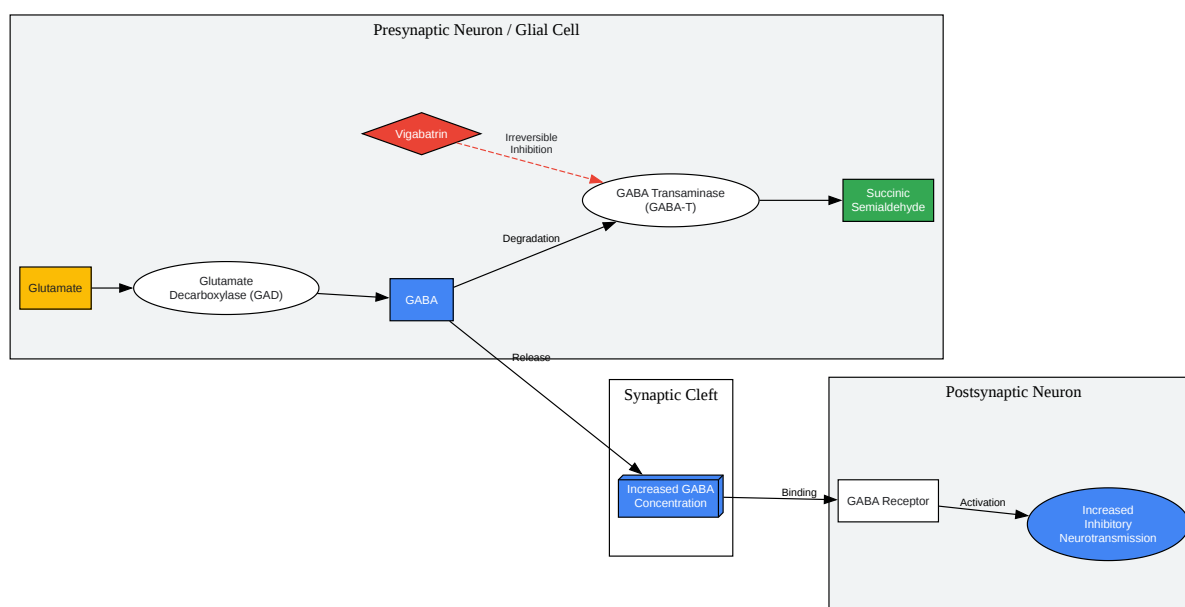 Presynaptic Neuron / Glial Cell
Vigabatrin
Irreversible
Inhibition
GABA Transaminase
(GABA-T)
Succinic
Semialdehyde
Degradation
Glutamate
Glutamate
Decarboxylase (GAD)
GABA
Release
Synaptic Cleft
Increased GABA
Concentration
Binding
Postsynaptic Neuron
GABA Receptor
Activation
Increased
Inhibitory
Neurotransmission